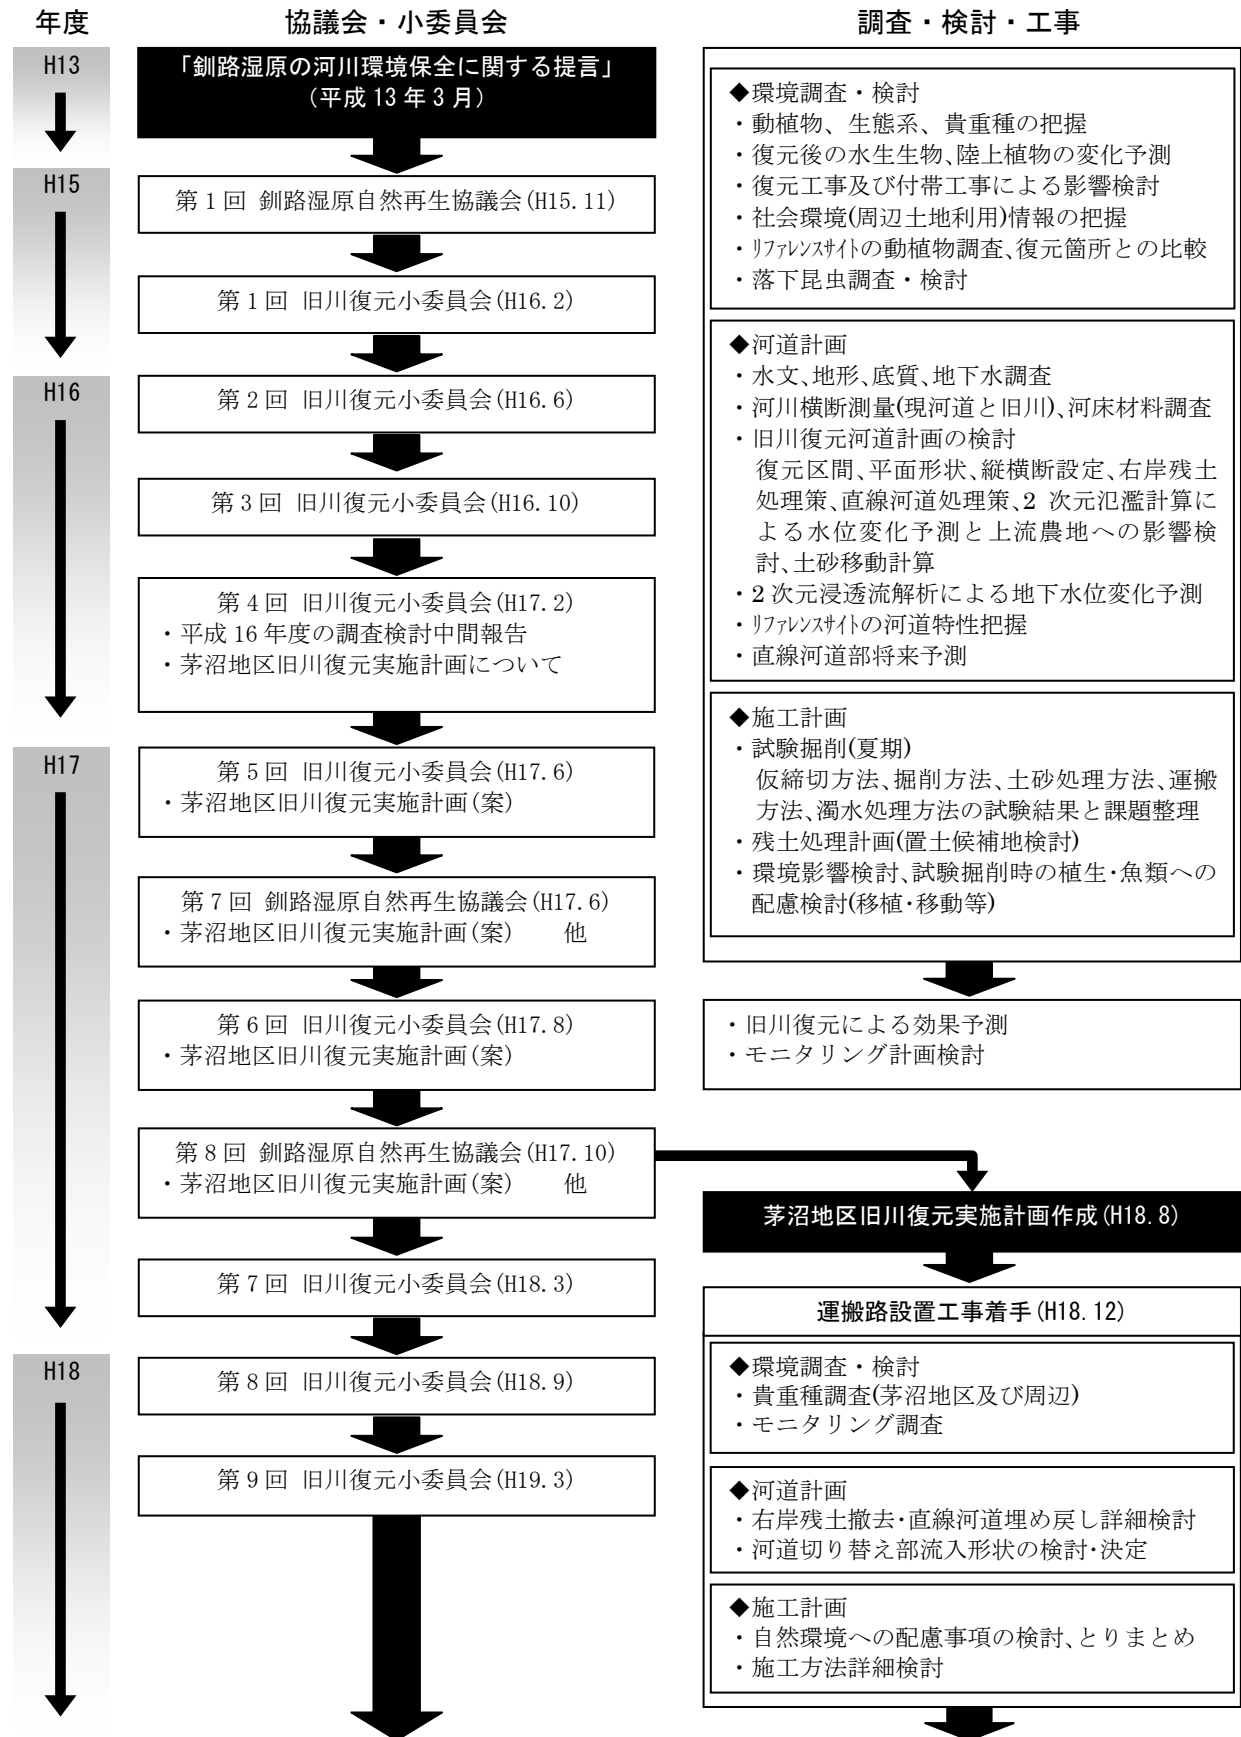 年度
協議会・小委員会
調査・検討・工事
H13
H15
H16
H17
H18
「釧路湿原の河川環境保全に関する提言」
（平成 13 年 3 月）
第 1 回 釧路湿原自然再生協議会(H15.11)
第 1 回 旧川復元小委員会(H16.2)
第 2 回 旧川復元小委員会(H16.6)
第 3 回 旧川復元小委員会(H16.10)
第 4 回 旧川復元小委員会(H17.2)
・平成 16 年度の調査検討中間報告
・茅沼地区旧川復元実施計画について
第 5 回 旧川復元小委員会(H17.6)
・茅沼地区旧川復元実施計画(案)
第 7 回 釧路湿原自然再生協議会(H17.6)
・茅沼地区旧川復元実施計画(案) 他
第 6 回 旧川復元小委員会(H17.8)
・茅沼地区旧川復元実施計画(案)
第 8 回 釧路湿原自然再生協議会(H17.10)
・茅沼地区旧川復元実施計画(案) 他
第 7 回 旧川復元小委員会(H18.3)
第 8 回 旧川復元小委員会(H18.9)
第 9 回 旧川復元小委員会(H19.3)
◆環境調査・検討
・動植物、生態系、貴重種の把握
・復元後の水生生物、陸上植物の変化予測
・復元工事及び付帯工事による影響検討
・社会環境(周辺土地利用)情報の把握
・ﾘﾌｧﾚﾝｽｻｲﾄの動植物調査、復元箇所との比較
・落下昆虫調査・検討
◆河道計画
・水文、地形、底質、地下水調査
・河川横断測量(現河道と旧川)、河床材料調査
・旧川復元河道計画の検討
復元区間、平面形状、縦横断設定、右岸残土
処理策、直線河道処理策、2 次元氾濫計算に
よる水位変化予測と上流農地への影響検
討、土砂移動計算
・2 次元浸透流解析による地下水位変化予測
・ﾘﾌｧﾚﾝｽｻｲﾄの河道特性把握
・直線河道部将来予測
◆施工計画
・試験掘削(夏期)
仮締切方法、掘削方法、土砂処理方法、運搬
方法、濁水処理方法の試験結果と課題整理
・残土処理計画(置土候補地検討)
・環境影響検討、試験掘削時の植生･魚類への
配慮検討(移植･移動等)
・旧川復元による効果予測
・モニタリング計画検討
茅沼地区旧川復元実施計画作成(H18.8)
運搬路設置工事着手(H18.12)
◆環境調査・検討
・貴重種調査(茅沼地区及び周辺)
・モニタリング調査
◆河道計画
・右岸残土撤去･直線河道埋め戻し詳細検討
・河道切り替え部流入形状の検討･決定
◆施工計画
・自然環境への配慮事項の検討、とりまとめ
・施工方法詳細検討